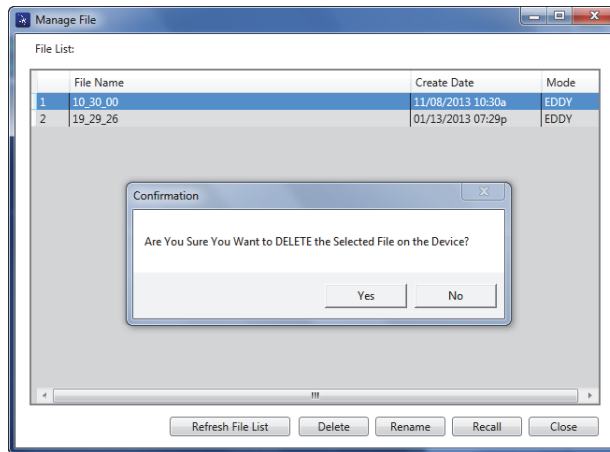 Manage File
File List:
File Name Create Date Mode
1 10_30_00 11/08/2013 10:30a EDDY
2 19_29_26 01/13/2013 07:29p EDDY
Confirmation
Are You Sure You Want to DELETE the Selected File on the Device?
Yes No
Refresh File List Delete Rename Recall Close